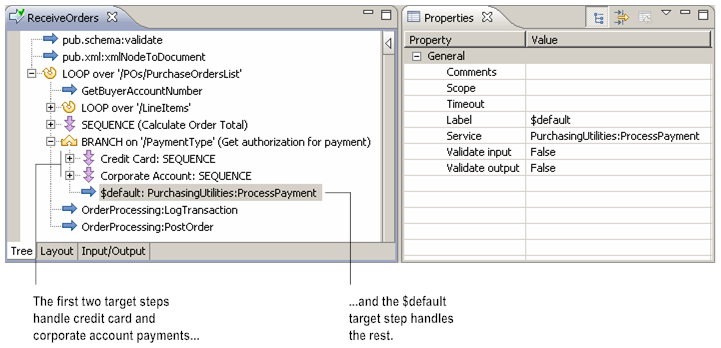 ReceiveOrders
pub.schema:validate
pub.xml:xmlNodeToDocument
LOOP over '/POs/PurchaseOrdersList'
GetBuyerAccountNumber
LOOP over '/LineItems'
SEQUENCE (Calculate Order Total)
BRANCH on '/PaymentType' (Get authorization for payment)
Credit Card: SEQUENCE
Corporate Account: SEQUENCE
$default: PurchasingUtilities:ProcessPayment
OrderProcessing:LogTransaction
OrderProcessing:PostOrder
Tree Layout Input/Output
Properties
Property Value
General
Comments
Scope
Timeout
Label $default
Service PurchasingUtilities:ProcessPayment
Validate input False
Validate output False
The first two target steps
handle credit card and
corporate account payments...
...and the $default
target step handles
the rest.